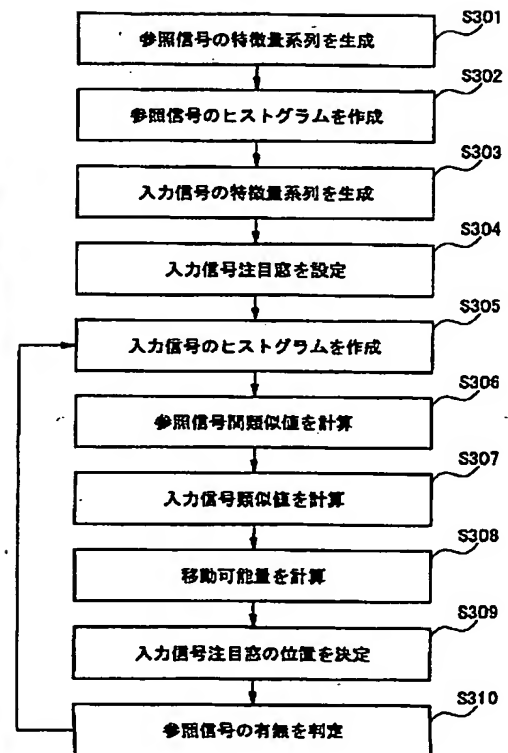 S301
参照信号の特徴量系列を生成
S302
参照信号のヒストグラムを作成
S303
入力信号の特徴量系列を生成
S304
入力信号注目窓を設定
S305
入力信号のヒストグラムを作成
S306
参照信号間類似値を計算
S307
入力信号類似値を計算
S308
移動可能量を計算
S309
入力信号注目窓の位置を決定
S310
参照信号の有無を判定